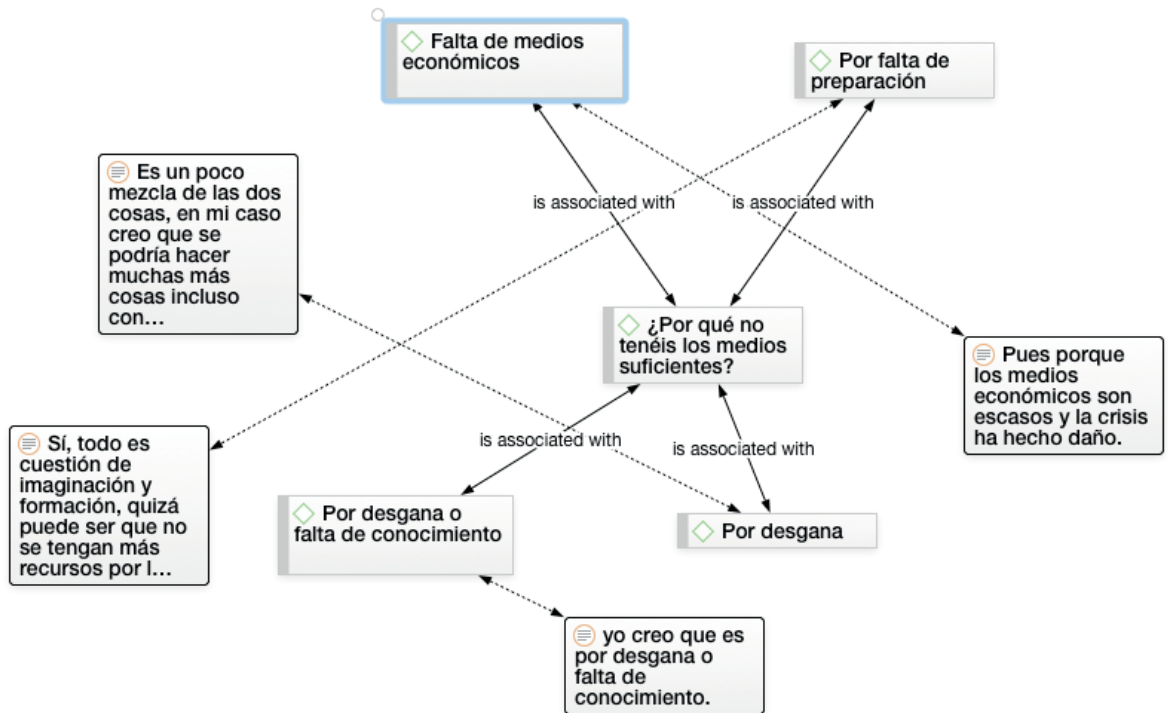 Falta de medios
económicos
Por falta de
preparación
Es un poco
mezcla de las dos
cosas, en mi caso
creo que se
podría hacer
muchas más
cosas incluso
con...
is associated with
is associated with
¿Por qué no
tenéis los medios
suficientes?
Pues porque
los medios
económicos son
escasos y la crisis
ha hecho daño.
Sí, todo es
cuestión de
imaginación y
formación, quizá
puede ser que no
se tengan más
recursos por l...
is associated with
is associated with
Por desgana o
falta de conocimiento
Por desgana
yo creo que es
por desgana o
falta de
conocimiento.